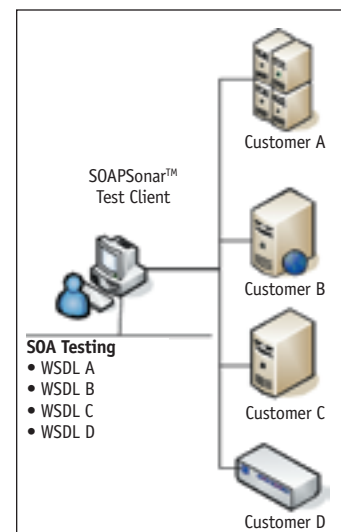 Customer A
SOAPSonar™
Test Client
Customer B
SOA Testing
• WSDL A
• WSDL B
• WSDL C
• WSDL D
Customer C
Customer D